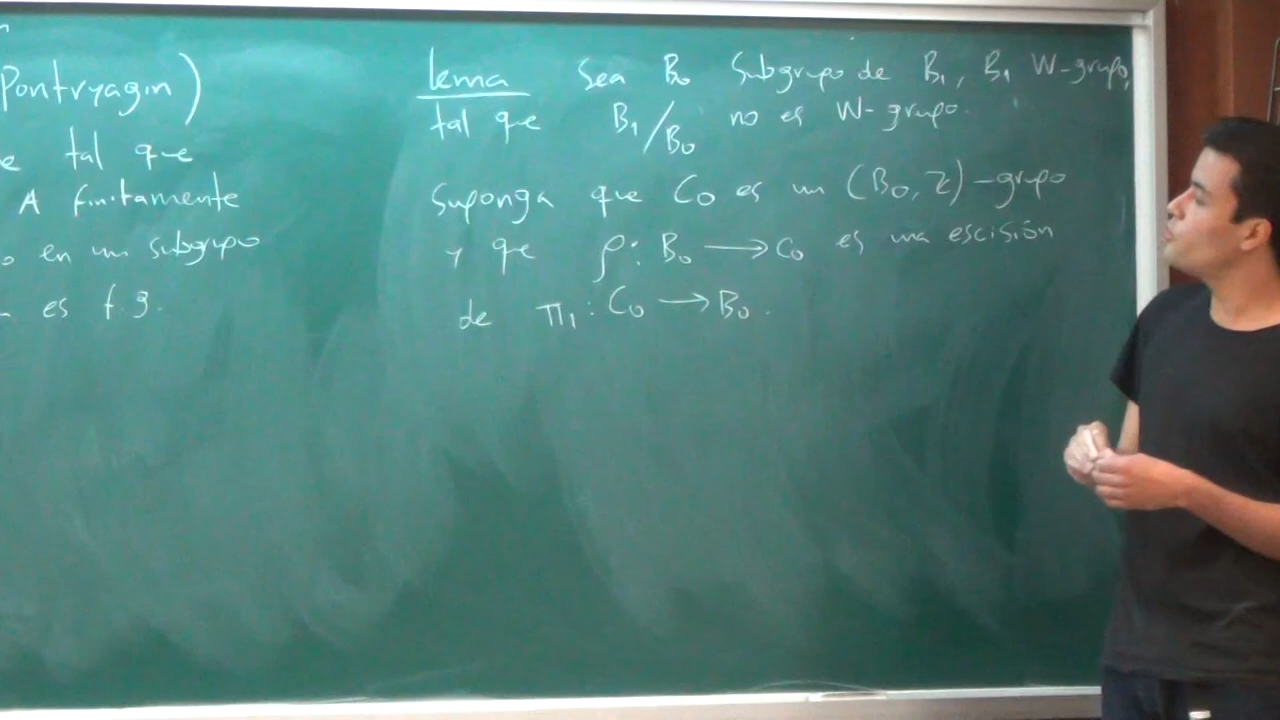 Pontryagin)
tal que
A finitamente
en un subgrupo
es f.g.
lema Sea B₀ Subgrupo de B₁, B₁ W-grupo,
tal que B₁/B₀ no es W-grupo.
Suponga que C₀ es un (B₀, Z)-grupo
y que ρ: B₀ → C₀ es una escisión
de π₁: C₀ → B₀.